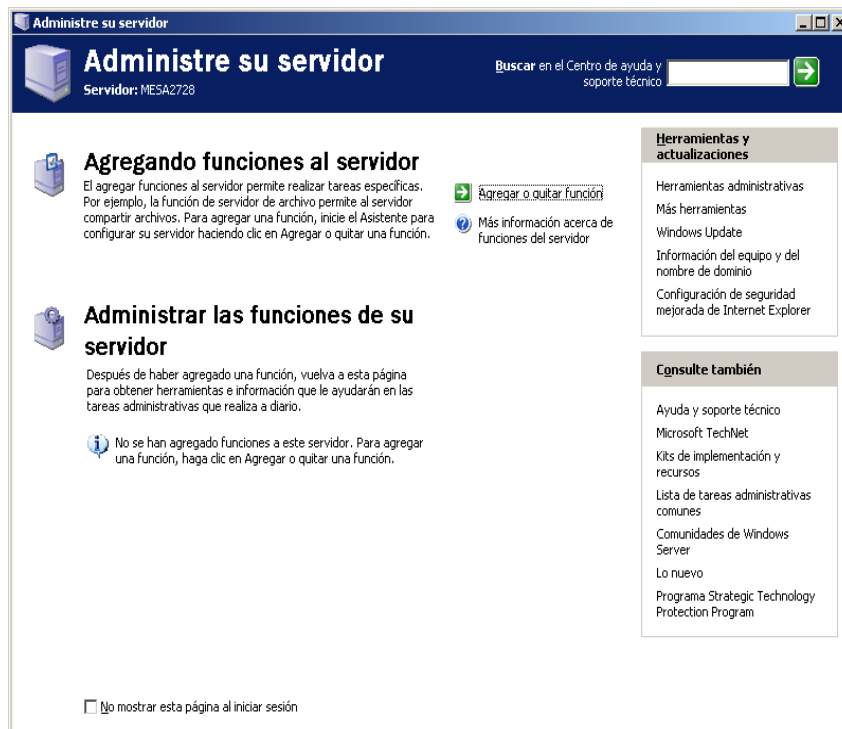 Administre su servidor
Administre su servidor
Servidor: MESA2728
Buscar en el Centro de ayuda y
soporte técnico
Agregando funciones al servidor
El agregar funciones al servidor permite realizar tareas específicas.
Por ejemplo, la función de servidor de archivo permite al servidor
compartir archivos. Para agregar una función, inicie el Asistente para
configurar su servidor haciendo clic en Agregar o quitar una función.
Agregar o quitar función
Más información acerca de
funciones del servidor
Administrar las funciones de su
servidor
Después de haber agregado una función, vuelva a esta página
para obtener herramientas e información que le ayudarán en las
tareas administrativas que realiza a diario.
No se han agregado funciones a este servidor. Para agregar
una función, haga clic en Agregar o quitar una función.
Herramientas y
actualizaciones
Herramientas administrativas
Más herramientas
Windows Update
Información del equipo y del
nombre de dominio
Configuración de seguridad
mejorada de Internet Explorer
Consulte también
Ayuda y soporte técnico
Microsoft TechNet
Kits de implementación y
recursos
Lista de tareas administrativas
comunes
Comunidades de Windows
Server
Lo nuevo
Programa Strategic Technology
Protection Program
No mostrar esta página al iniciar sesión